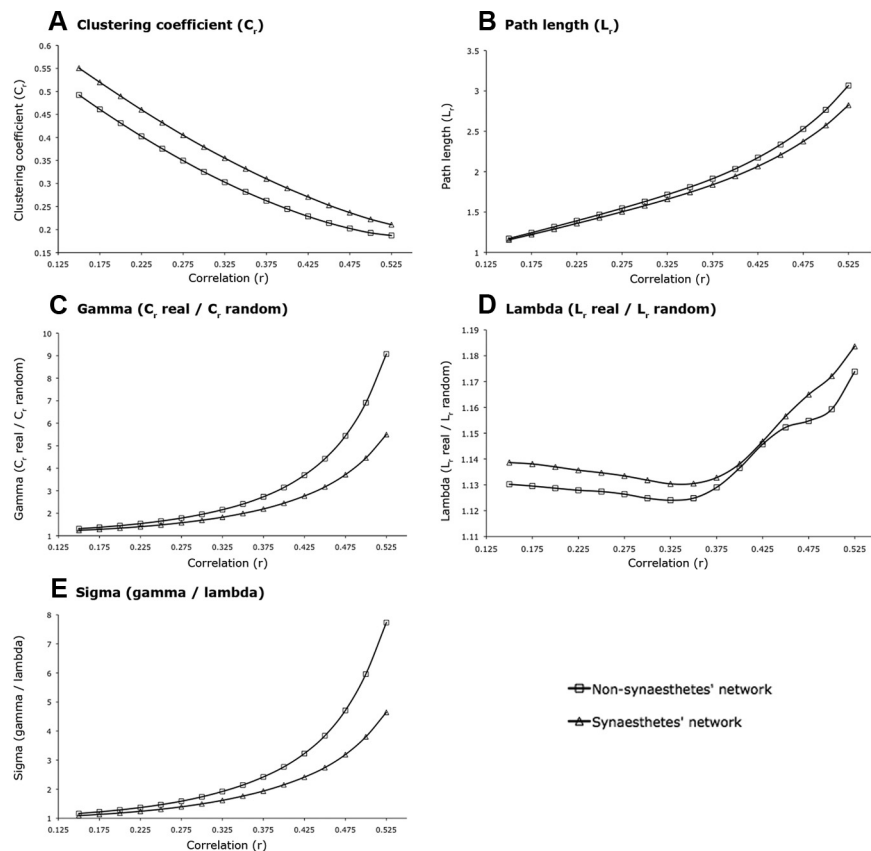 A Clustering coefficient (Cr)
Clustering coefficient (Cr)
0.6
0.55
0.5
0.45
0.4
0.35
0.3
0.25
0.2
0.15
0.125 0.175 0.225 0.275 0.325 0.375 0.425 0.475 0.525
Correlation (r)
B Path length (Lr)
Path length (Lr)
3.5
3
2.5
2
1.5
1
0.125 0.175 0.225 0.275 0.325 0.375 0.425 0.475 0.525
Correlation (r)
C Gamma (Cr real / Cr random)
Gamma (Cr real / Cr random)
10
9
8
7
6
5
4
3
2
1
0.125 0.175 0.225 0.275 0.325 0.375 0.425 0.475 0.525
Correlation (r)
D Lambda (Lr real / Lr random)
Lambda (Lr real / Lr random)
1.19
1.18
1.17
1.16
1.15
1.14
1.13
1.12
1.11
0.125 0.175 0.225 0.275 0.325 0.375 0.425 0.475 0.525
Correlation (r)
E Sigma (gamma / lambda)
Sigma (gamma / lambda)
8
7
6
5
4
3
2
1
0.125 0.175 0.225 0.275 0.325 0.375 0.425 0.475 0.525
Correlation (r)
Non-synaesthetes' network
Synaesthetes' network